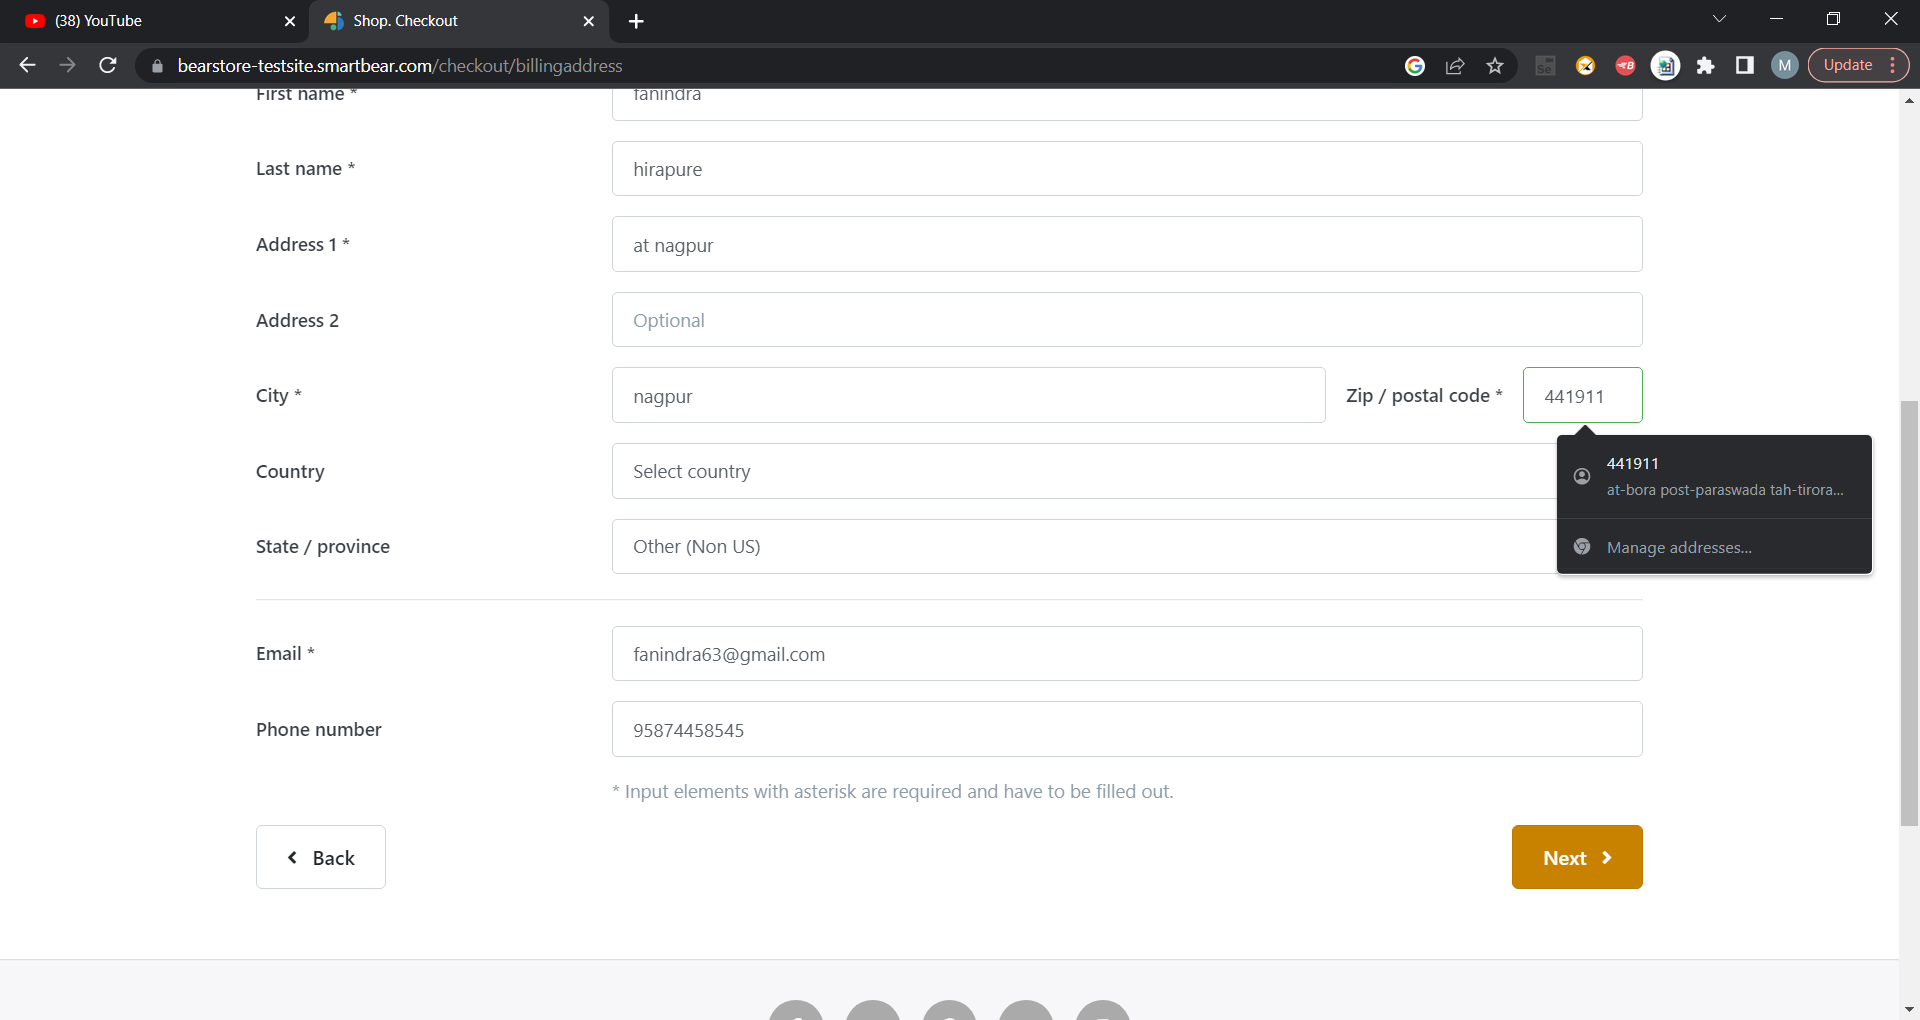 (38) YouTube
Shop. Checkout
bearstore-testsite.smartbear.com/checkout/billingaddress
Se
B
M
Update
First name *
fanindra
Last name *
hirapure
Address 1 *
at nagpur
Address 2
Optional
City *
nagpur
Zip / postal code *
441911
441911
at-bora post-paraswada tah-tirora...
Country
Select country
State / province
Other (Non US)
Manage addresses...
Email *
fanindra63@gmail.com
Phone number
95874458545
* Input elements with asterisk are required and have to be filled out.
Back
Next